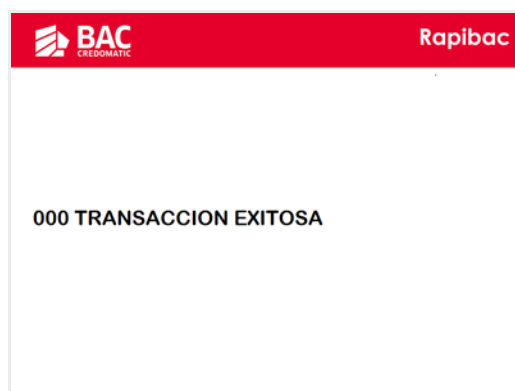 BAC
CREDOMATIC
Rapibac
000 TRANSACCION EXITOSA